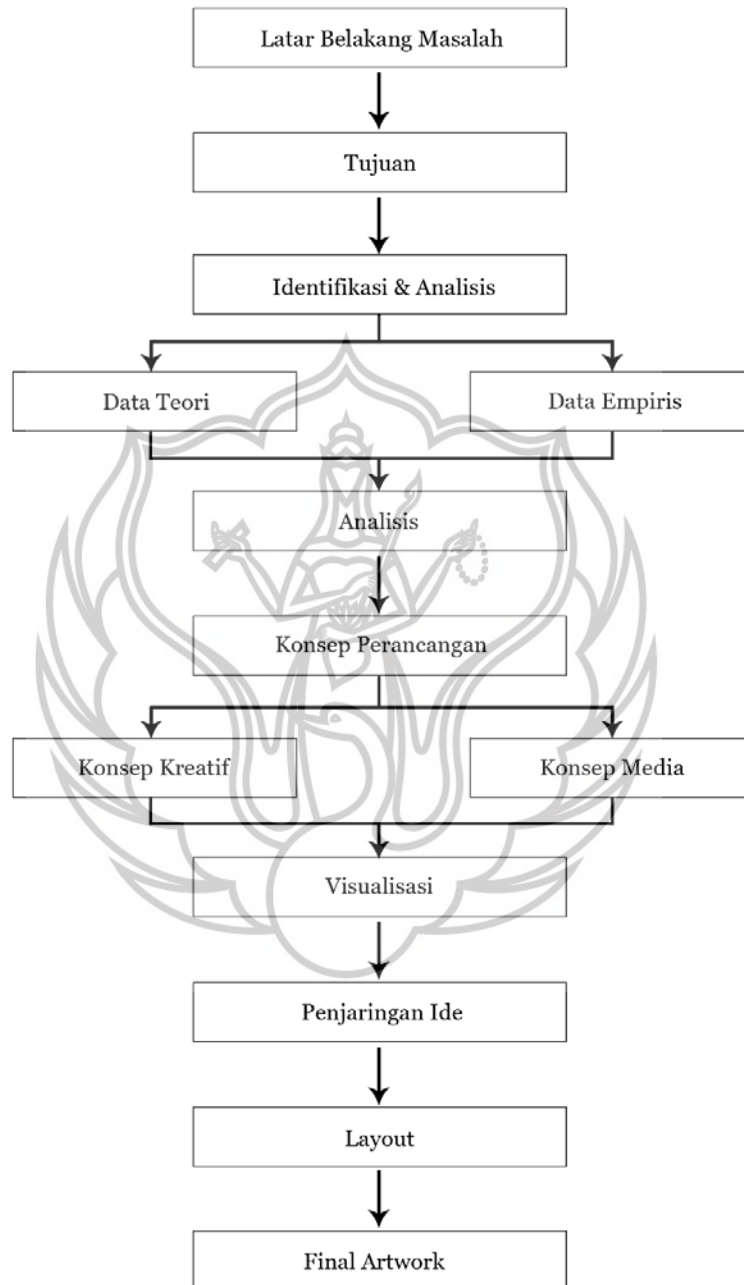 Latar Belakang Masalah
Tujuan
Identifikasi & Analisis
Data Teori
Data Empiris
Analisis
Konsep Perancangan
Konsep Kreatif
Konsep Media
Visualisasi
Penjaringan Ide
Layout
Final Artwork